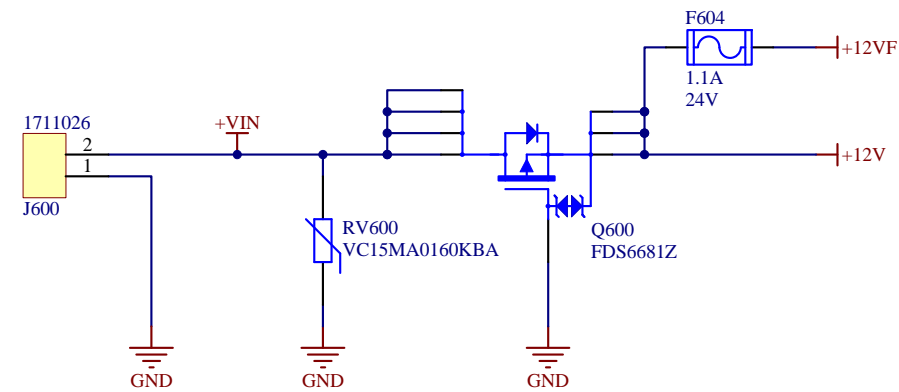 F604
+12VF
1.1A
24V
1711026
+VIN
2
1
+12V
J600
RV600
VC15MA0160KBA
Q600
FDS6681Z
GND
GND
GND